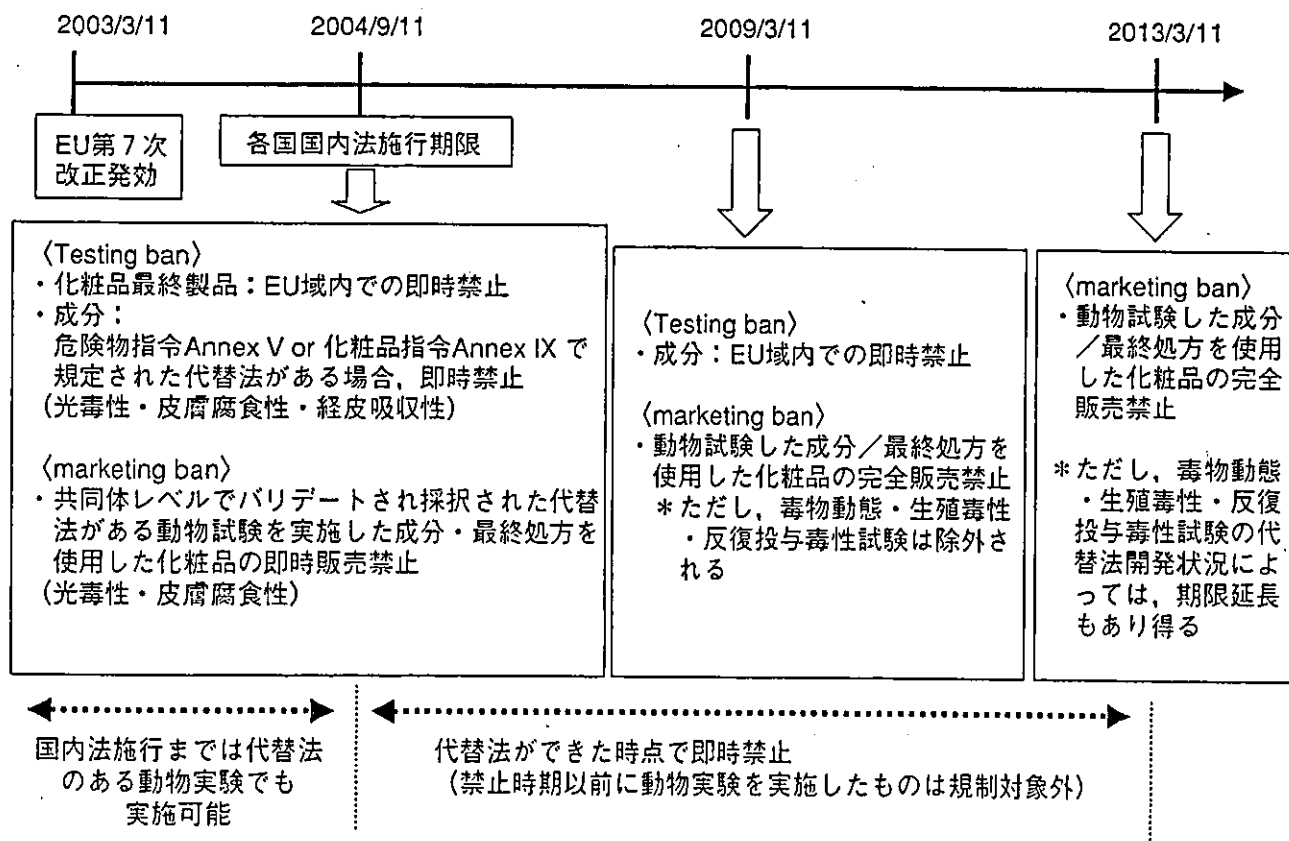 2003/3/11
2004/9/11
2009/3/11
2013/3/11
EU第7次
改正発効
各国国内法施行期限
〈Testing ban〉
・化粧品最終製品：EU域内での即時禁止
・成分：
危険物指令Annex V or 化粧品指令Annex IX で
規定された代替法がある場合，即時禁止
(光毒性・皮膚腐食性・経皮吸収性)
〈marketing ban〉
・共同体レベルでバリデートされ採択された代替
法がある動物試験を実施した成分・最終処方を
使用した化粧品の即時販売禁止
(光毒性・皮膚腐食性)
〈Testing ban〉
・成分：EU域内での即時禁止
〈marketing ban〉
・動物試験した成分／最終処方を
使用した化粧品の完全販売禁止
＊ただし，毒物動態・生殖毒性
・反復投与毒性試験は除外さ
れる
〈marketing ban〉
・動物試験した成分
／最終処方を使用
した化粧品の完全
販売禁止
＊ただし，毒物動態
・生殖毒性・反復
投与毒性試験の代
替法開発状況によ
っては，期限延長
もあり得る
国内法施行までは代替法
のある動物実験でも
実施可能
代替法ができた時点で即時禁止
(禁止時期以前に動物実験を実施したものは規制対象外)